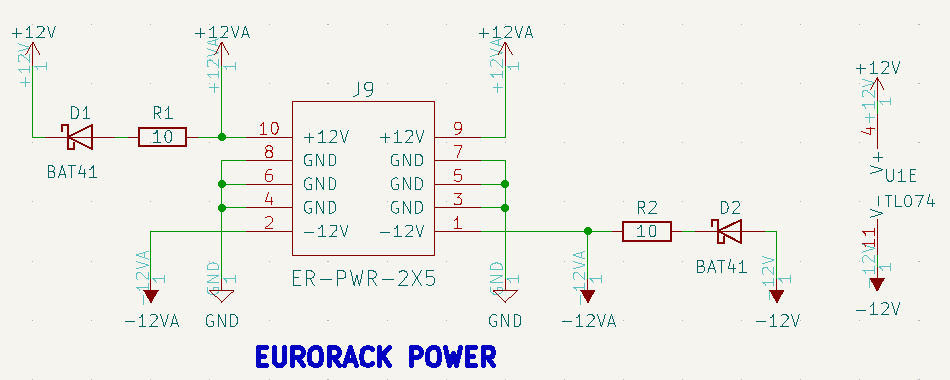 +12V
+12VA
+12VA
+12V 1
+12VA 1
+12VA 1
J9
+12V
+12V 1
D1
R1
10
BAT41
10 +12V +12V 9
8 GND GND 7
6 GND GND 5
4 GND GND 3
2 -12V -12V 1
4
V+
U1E
TL074
V-
11
R2
10
D2
BAT41
-12VA 1
GND 1
ER-PWR-2X5
GND 1
-12VA 1
-12V 1
-12V 1
-12VA
GND
GND
-12VA
-12V
-12V
EURORACK POWER